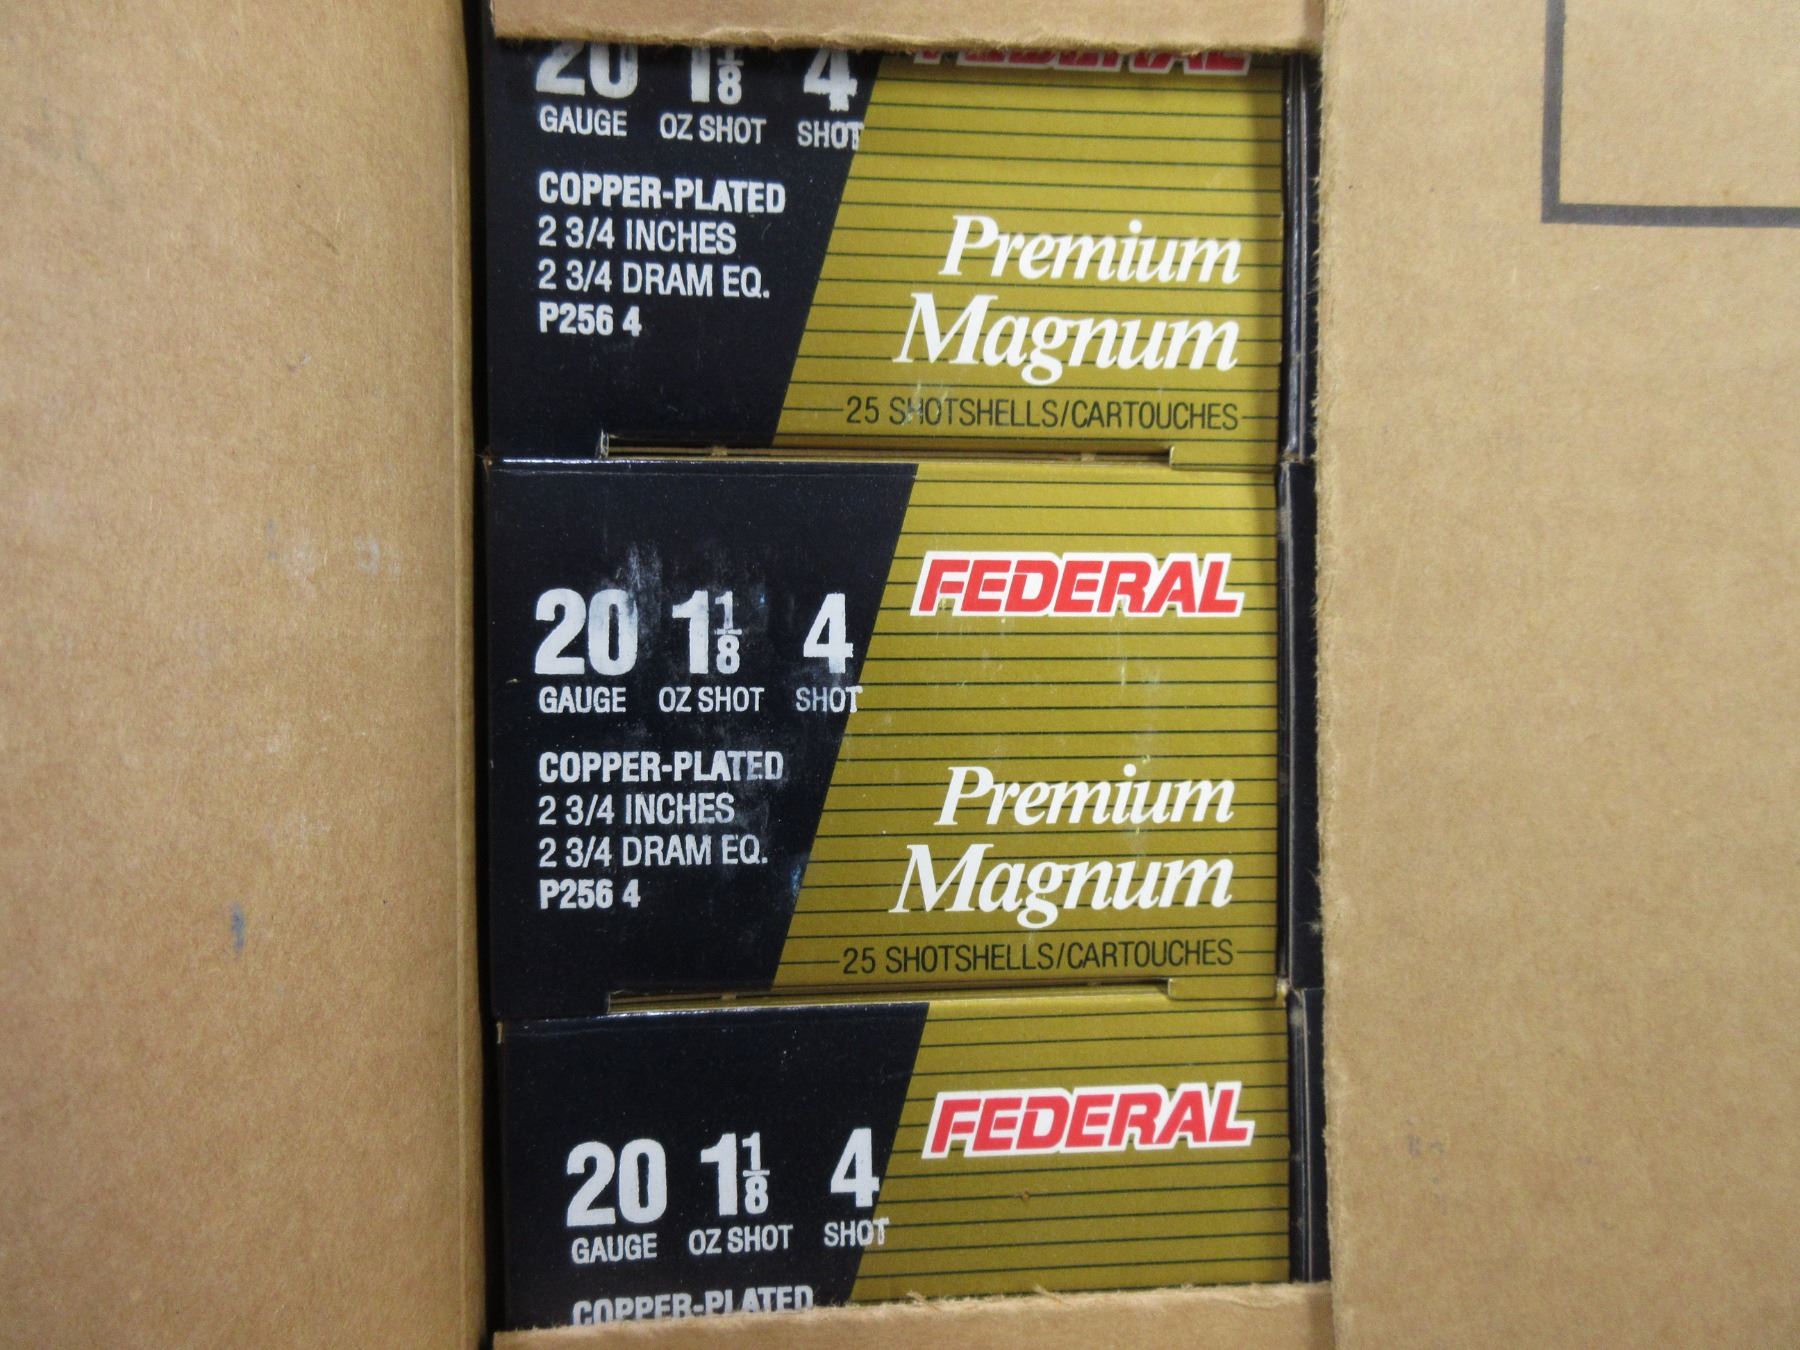 FEDERAL
20 1 1/8 4
GAUGE OZ SHOT SHOT
COPPER-PLATED
2 3/4 INCHES
2 3/4 DRAM EQ.
P256 4
Premium
Magnum
25 SHOTSHELLS/CARTOUCHES
FEDERAL
20 1 1/8 4
GAUGE OZ SHOT SHOT
COPPER-PLATED
2 3/4 INCHES
2 3/4 DRAM EQ.
P256 4
Premium
Magnum
25 SHOTSHELLS/CARTOUCHES
FEDERAL
20 1 1/8 4
GAUGE OZ SHOT SHOT
COPPER-PLATED